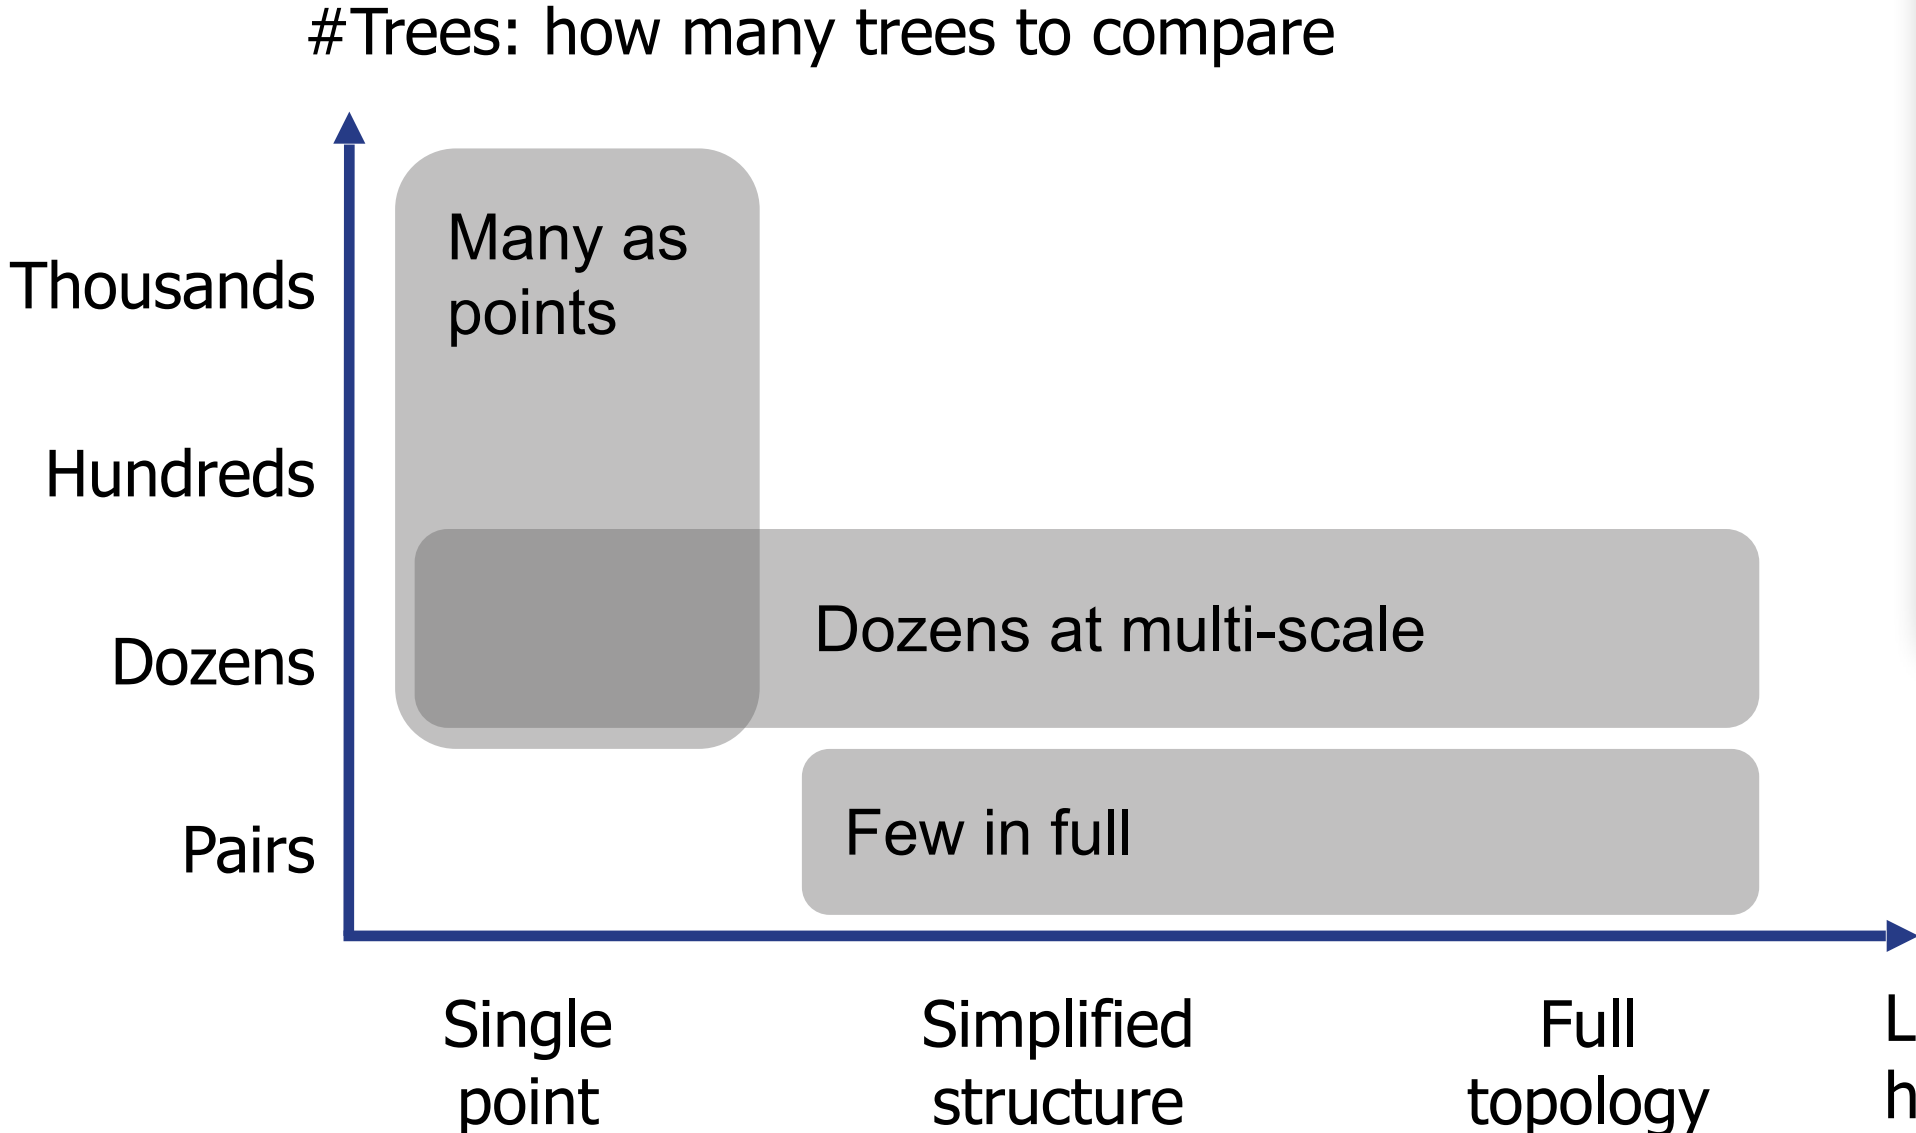 #Trees: how many trees to compare
Many as
points
Thousands
Hundreds
Dozens at multi-scale
Dozens
Few in full
Pairs
Single
point
Simplified
structure
Full
topology